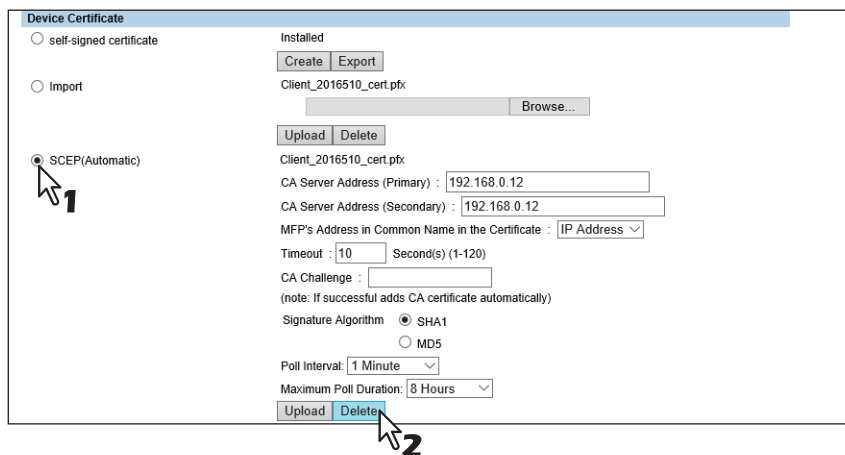 Device Certificate
self-signed certificate Installed
Create Export
Import Client_2016510_cert.pfx
Browse...
Upload Delete
SCEP(Automatic) Client_2016510_cert.pfx
1
CA Server Address (Primary) : 192.168.0.12
CA Server Address (Secondary) : 192.168.0.12
MFP's Address in Common Name in the Certificate : IP Address
Timeout : 10 Second(s) (1-120)
CA Challenge :
(note: If successful adds CA certificate automatically)
Signature Algorithm SHA1
MD5
Poll Interval: 1 Minute
Maximum Poll Duration: 8 Hours
Upload Delete
2